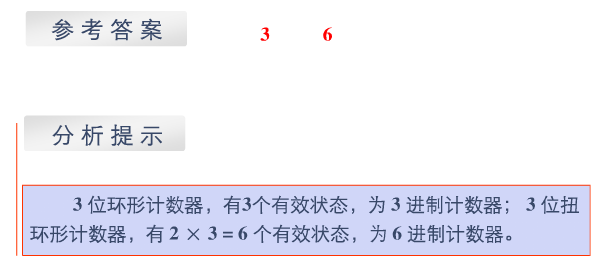 参考答案 3 6
分析提示
3 位环形计数器，有3个有效状态，为 3 进制计数器； 3 位扭
环形计数器，有 2 × 3 = 6 个有效状态，为 6 进制计数器。